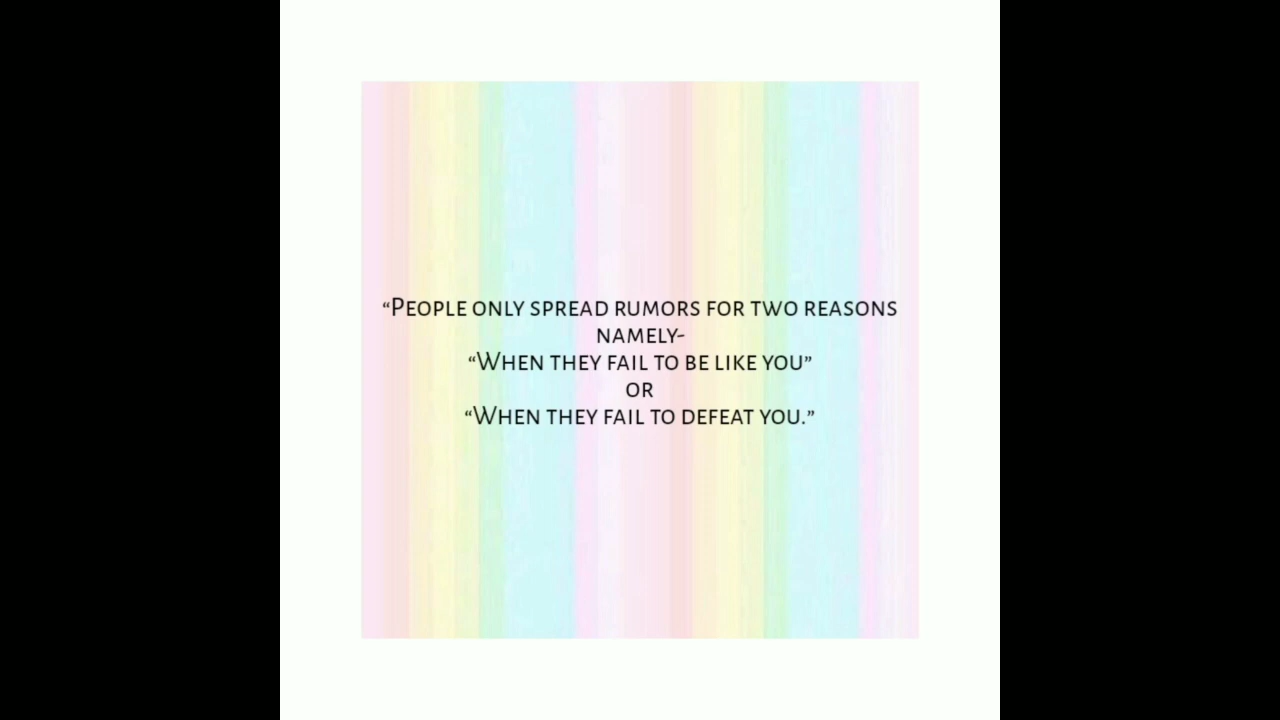 “People only spread rumors for two reasons
namely-
“When they fail to be like you”
or
“When they fail to defeat you.”